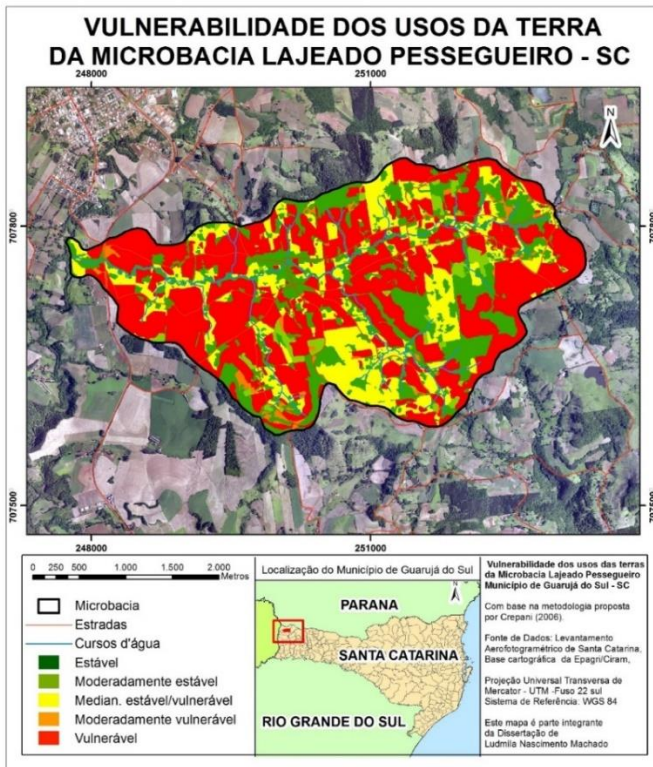 VULNERABILIDADE DOS USOS DA TERRA
DA MICROBACIA LAJEADO PESSEGUEIRO - SC
248000
251000
N
707800
707800
707500
707500
248000
251000
0 250 500 1.000 1.500 2.000
Metros
Microbacia
Estradas
Cursos d'água
Estável
Moderadamente estável
Median. estável/vulnerável
Moderadamente vulnerável
Vulnerável
Localização do Município de Guarujá do Sul
N
PARANA
SANTA CATARINA
RIO GRANDE DO SUL
Vulnerabilidade dos usos das terras
da Microbacia Lajeado Pessegueiro
Município de Guarujá do Sul - SC
Com base na metodologia proposta
por Crepani (2006).
Fonte de Dados: Levantamento
Aerofotogramétrico de Santa Catarina,
Base cartográfica da Epagri/Ciram,
Projeção Universal Transversa de
Mercator - UTM -Fuso 22 sul
Sistema de Referência: WGS 84
Este mapa é parte integrante
da Dissertação de
Ludmila Nascimento Machado